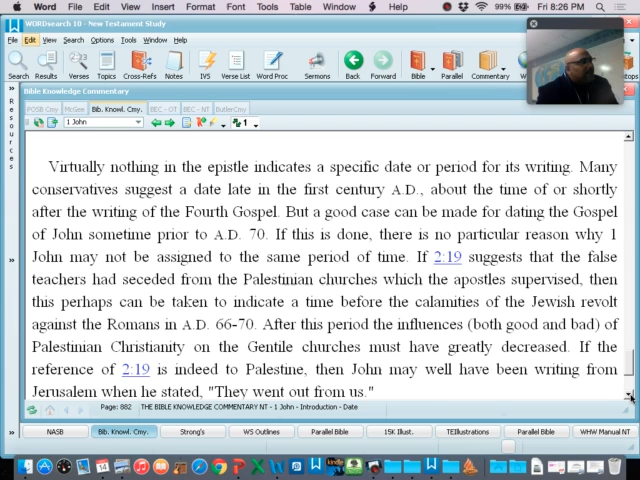 Word File Edit View Insert Format Font Tools Table Window Help 99% Fri 8:26 PM
WORDsearch 10 - New Testament Study
File Edit View Search Options Tools Window Help
Search Results Verses Topics Cross-Refs Notes IVS Verse List Word Proc Sermons Back Forward Bible Parallel Commentary
Bible Knowledge Commentary
POSB Cmy McGee Bib. Knowl. Cmy. BEC - OT BEC - NT ButlerCmy
1 John 1
Resources
Virtually nothing in the epistle indicates a specific date or period for its writing. Many
conservatives suggest a date late in the first century A.D., about the time of or shortly
after the writing of the Fourth Gospel. But a good case can be made for dating the Gospel
of John sometime prior to A.D. 70. If this is done, there is no particular reason why 1
John may not be assigned to the same period of time. If 2:19 suggests that the false
teachers had seceded from the Palestinian churches which the apostles supervised, then
this perhaps can be taken to indicate a time before the calamities of the Jewish revolt
against the Romans in A.D. 66-70. After this period the influences (both good and bad) of
Palestinian Christianity on the Gentile churches must have greatly decreased. If the
reference of 2:19 is indeed to Palestine, then John may well have been writing from
Jerusalem when he stated, "They went out from us."
Page: 882 THE BIBLE KNOWLEDGE COMMENTARY NT - 1 John - Introduction - Date
NASB Bib. Knowl. Cmy. Strong's WS Outlines Parallel Bible 15K Illust. TEIllustrations Parallel Bible WHW Manual NT